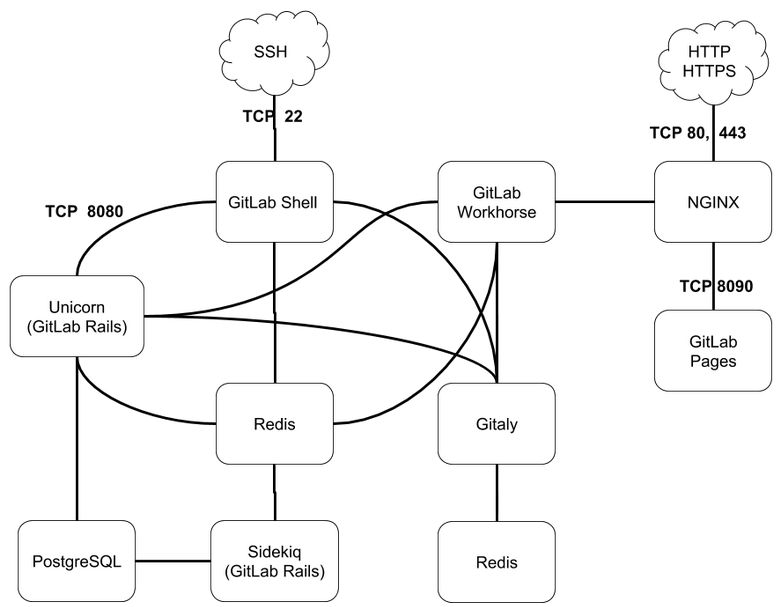 SSH
HTTP
HTTPS
TCP 22
TCP 80, 443
GitLab Shell
GitLab
Workhorse
NGINX
TCP 8080
Unicorn
(GitLab Rails)
TCP 8090
GitLab
Pages
Redis
Gitaly
PostgreSQL
Sidekiq
(GitLab Rails)
Redis